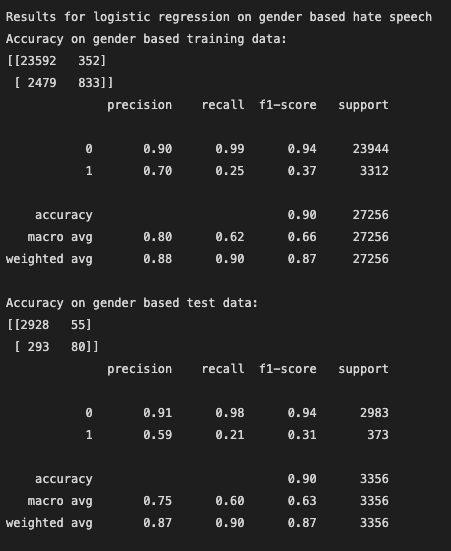 Results for logistic regression on gender based hate speech
Accuracy on gender based training data:
[[23592   352]
 [ 2479   833]]
              precision    recall  f1-score   support

           0       0.90      0.99      0.94     23944
           1       0.70      0.25      0.37      3312

    accuracy                           0.90     27256
   macro avg       0.80      0.62      0.66     27256
weighted avg       0.88      0.90      0.87     27256

Accuracy on gender based test data:
[[2928   55]
 [ 293   80]]
              precision    recall  f1-score   support

           0       0.91      0.98      0.94      2983
           1       0.59      0.21      0.31       373

    accuracy                           0.90      3356
   macro avg       0.75      0.60      0.63      3356
weighted avg       0.87      0.90      0.87      3356